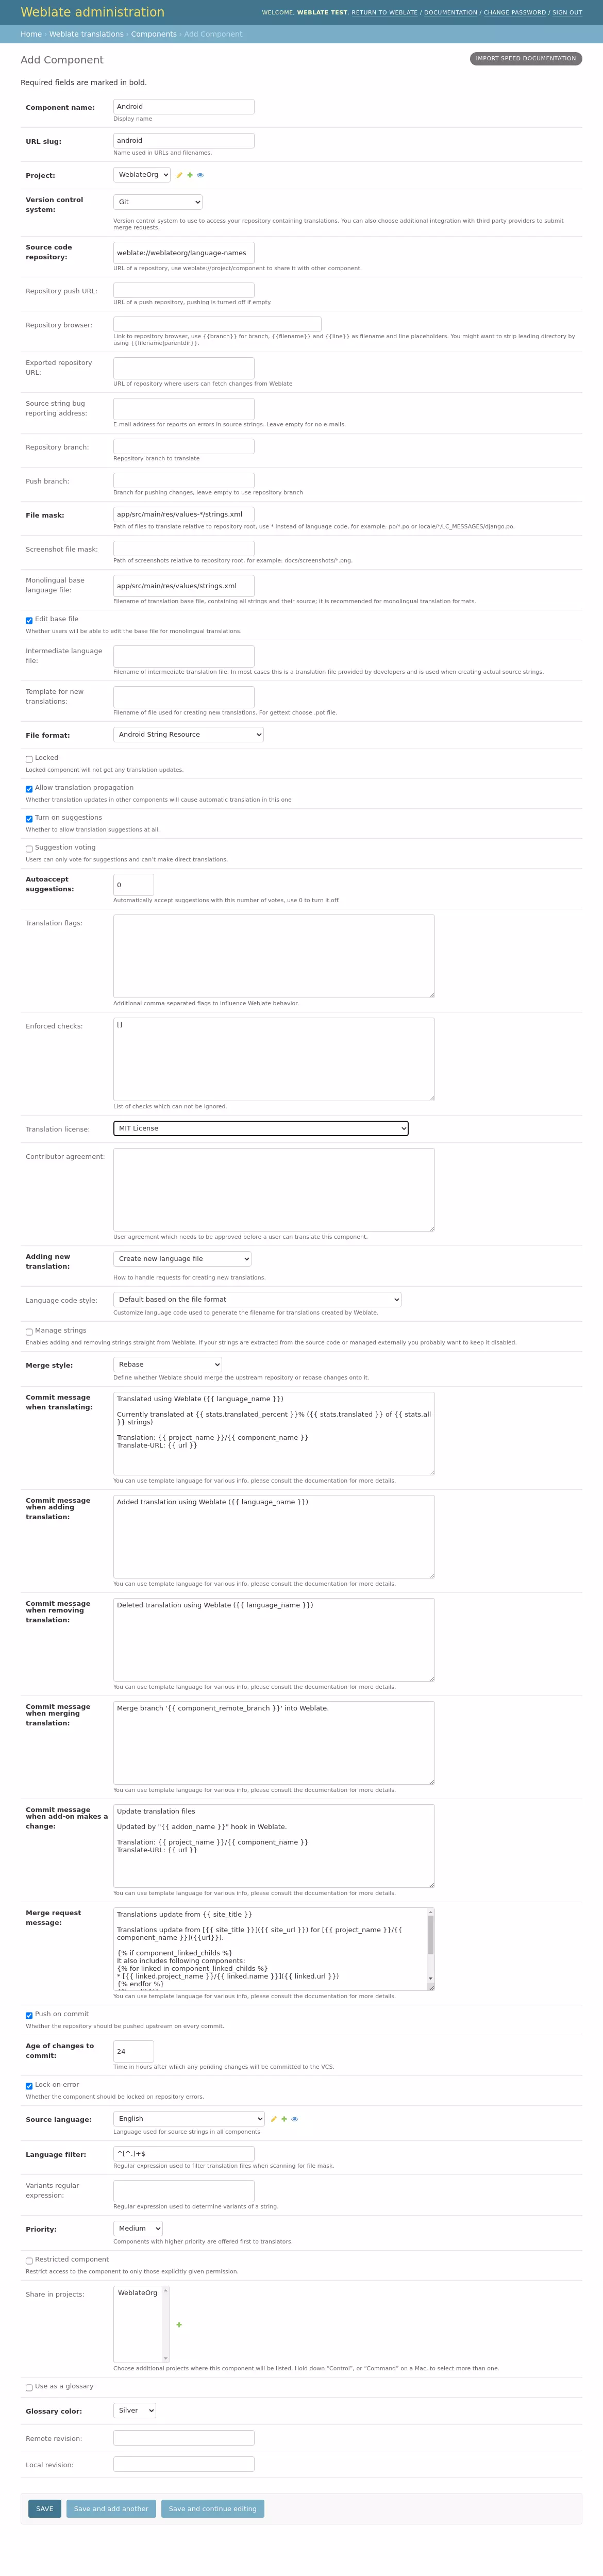 Weblate administration
WELCOME, WEBLATE TEST. RETURN TO WEBLATE / DOCUMENTATION / CHANGE PASSWORD / SIGN OUT
Home › Weblate translations › Components › Add Component
Add Component
IMPORT SPEED DOCUMENTATION
Required fields are marked in bold.
Component name:
Android
Display name
URL slug:
android
Name used in URLs and filenames.
Project:
WeblateOrg
Version control
system:
Git
Version control system to use to access your repository containing translations. You can also choose additional integration with third party providers to submit
merge requests.
Source code
repository:
weblate://weblateorg/language-names
URL of a repository, use weblate://project/component to share it with other component.
Repository push URL:
URL of a push repository, pushing is turned off if empty.
Repository browser:
Link to repository browser, use {{branch}} for branch, {{filename}} and {{line}} as filename and line placeholders. You might want to strip leading directory by
using {{filename|parentdir}}.
Exported repository
URL:
URL of repository where users can fetch changes from Weblate
Source string bug
reporting address:
E-mail address for reports on errors in source strings. Leave empty for no e-mails.
Repository branch:
Repository branch to translate
Push branch:
Branch for pushing changes, leave empty to use repository branch
File mask:
app/src/main/res/values-*/strings.xml
Path of files to translate relative to repository root, use * instead of language code, for example: po/*.po or locale/*/LC_MESSAGES/django.po.
Screenshot file mask:
Path of screenshots relative to repository root, for example: docs/screenshots/*.png.
Monolingual base
language file:
app/src/main/res/values/strings.xml
Filename of translation base file, containing all strings and their source; it is recommended for monolingual translation formats.
Edit base file
Whether users will be able to edit the base file for monolingual translations.
Intermediate language
file:
Filename of intermediate translation file. In most cases this is a translation file provided by developers and is used when creating actual source strings.
Template for new
translations:
Filename of file used for creating new translations. For gettext choose .pot file.
File format:
Android String Resource
Locked
Locked component will not get any translation updates.
Allow translation propagation
Whether translation updates in other components will cause automatic translation in this one
Turn on suggestions
Whether to allow translation suggestions at all.
Suggestion voting
Users can only vote for suggestions and can't make direct translations.
Autoaccept
suggestions:
0
Automatically accept suggestions with this number of votes, use 0 to turn it off.
Translation flags:
Additional comma-separated flags to influence Weblate behavior.
Enforced checks:
[]
List of checks which can not be ignored.
Translation license:
MIT License
Contributor agreement:
User agreement which needs to be approved before a user can translate this component.
Adding new
translation:
Create new language file
How to handle requests for creating new translations.
Language code style:
Default based on the file format
Customize language code used to generate the filename for translations created by Weblate.
Manage strings
Enables adding and removing strings straight from Weblate. If your strings are extracted from the source code or managed externally you probably want to keep it disabled.
Merge style:
Rebase
Define whether Weblate should merge the upstream repository or rebase changes onto it.
Commit message
when translating:
Translated using Weblate ({{ language_name }})
Currently translated at {{ stats.translated_percent }}% ({{ stats.translated }} of {{ stats.all
}} strings)
Translation: {{ project_name }}/{{ component_name }}
Translate-URL: {{ url }}
You can use template language for various info, please consult the documentation for more details.
Commit message
when adding
translation:
Added translation using Weblate ({{ language_name }})
You can use template language for various info, please consult the documentation for more details.
Commit message
when removing
translation:
Deleted translation using Weblate ({{ language_name }})
You can use template language for various info, please consult the documentation for more details.
Commit message
when merging
translation:
Merge branch '{{ component_remote_branch }}' into Weblate.
You can use template language for various info, please consult the documentation for more details.
Commit message
when add-on makes a
change:
Update translation files
Updated by "{{ addon_name }}" hook in Weblate.
Translation: {{ project_name }}/{{ component_name }}
Translate-URL: {{ url }}
You can use template language for various info, please consult the documentation for more details.
Merge request
message:
Translations update from {{ site_title }}
Translations update from [{{ site_title }}]({{ site_url }}) for [{{ project_name }}/{{
component_name }}]({{url}}).
{% if component_linked_childs %}
It also includes following components:
{% for linked in component_linked_childs %}
* [{{ linked.project_name }}/{{ linked.name }}]({{ linked.url }})
{% endfor %}
You can use template language for various info, please consult the documentation for more details.
Push on commit
Whether the repository should be pushed upstream on every commit.
Age of changes to
commit:
24
Time in hours after which any pending changes will be committed to the VCS.
Lock on error
Whether the component should be locked on repository errors.
Source language:
English
Language used for source strings in all components
Language filter:
^[^.]+$
Regular expression used to filter translation files when scanning for file mask.
Variants regular
expression:
Regular expression used to determine variants of a string.
Priority:
Medium
Components with higher priority are offered first to translators.
Restricted component
Restrict access to the component to only those explicitly given permission.
Share in projects:
WeblateOrg
Choose additional projects where this component will be listed. Hold down “Control”, or “Command” on a Mac, to select more than one.
Use as a glossary
Glossary color:
Silver
Remote revision:
Local revision:
SAVE
Save and add another
Save and continue editing